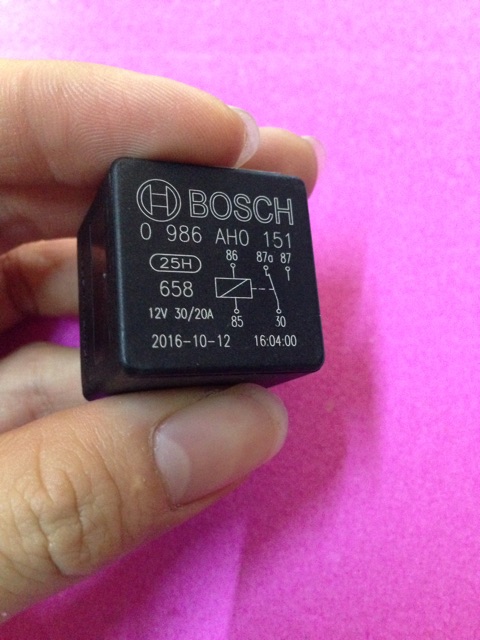 BOSCH
0 986 AH0 151
25H
86 87a 87
658
12V 30/20A
85 30
2016-10-12 16:04:00